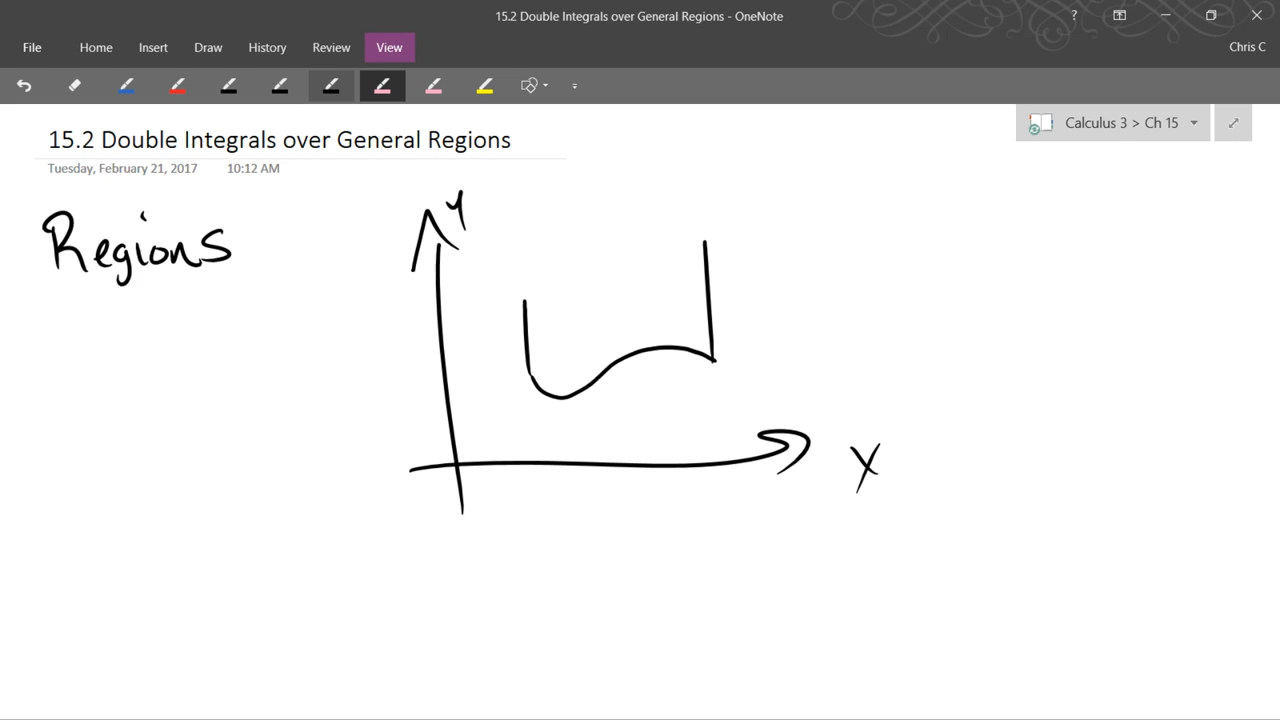 15.2 Double Integrals over General Regions - OneNote
?
File Home Insert Draw History Review View
Chris C
Calculus 3 > Ch 15
15.2 Double Integrals over General Regions
Tuesday, February 21, 2017 10:12 AM
Regions
y
x